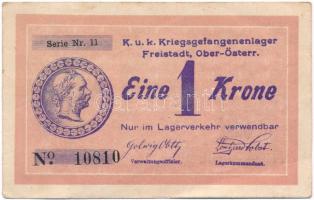 Serie Nr. 11
K. u. k. Kriegsgefangenenlager
Freistadt, Ober-Österr.
Eine 1 Krone
Nur im Lagerverkehr verwendbar
No 10810
Verwaltungsoffizier.
Lagerkommandant.